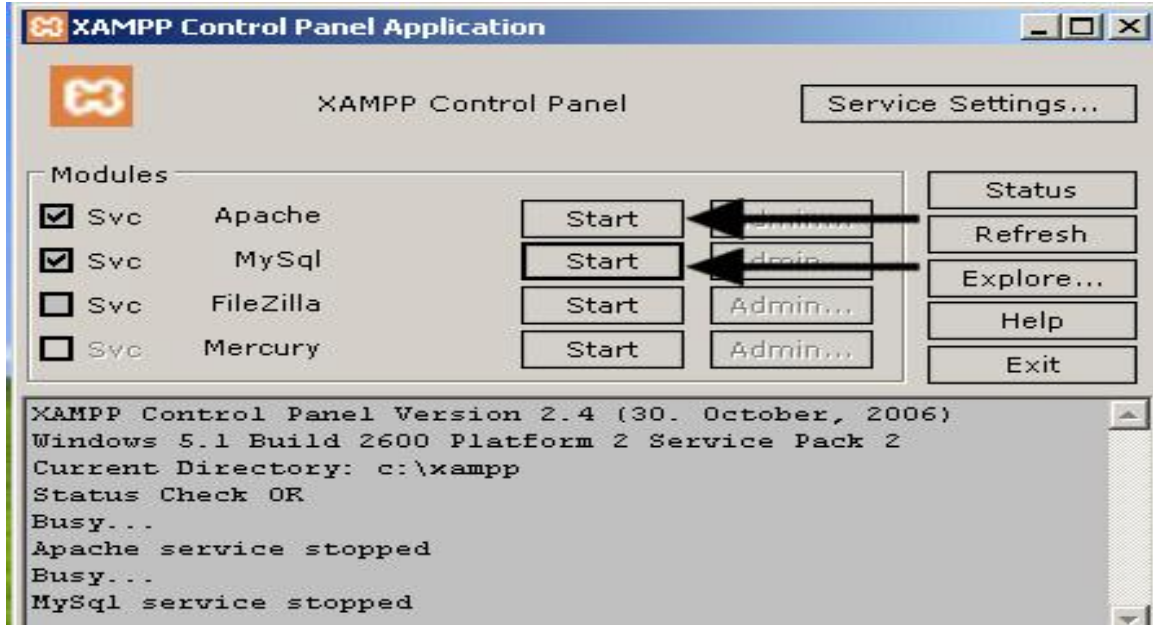 XAMPP Control Panel Application
XAMPP Control Panel
Service Settings...
Modules
Svc Apache Start
Svc MySql Start
Svc FileZilla Start Admin...
Svc Mercury Start Admin...
Status
Refresh
Explore...
Help
Exit
XAMPP Control Panel Version 2.4 (30. October, 2006)
Windows 5.1 Build 2600 Platform 2 Service Pack 2
Current Directory: c:\xampp
Status Check OK
Busy...
Apache service stopped
Busy...
MySql service stopped